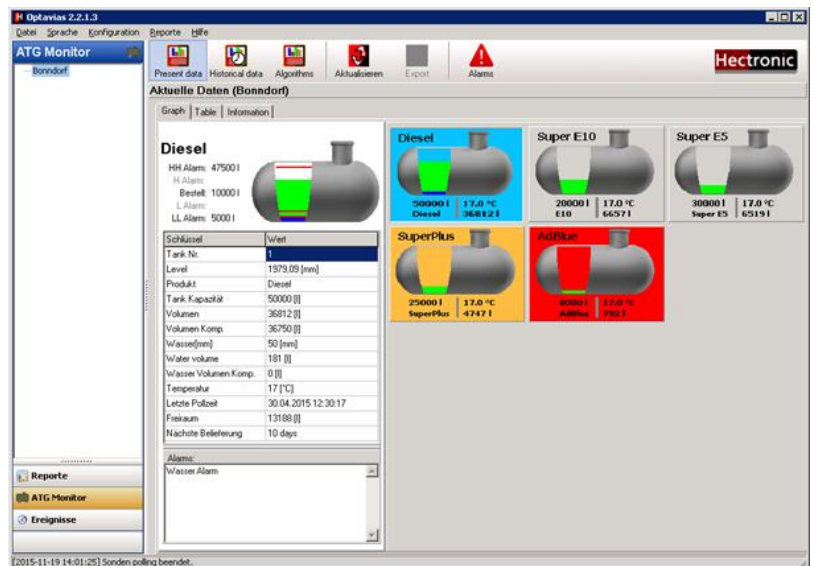 Optavias 2.2.1.3
Datei Sprache Konfiguration Reporte Hilfe
ATG Monitor
Bonndorf
Present data Historical data Algorithms Aktualisieren Export Alarms
Hectronic
Aktuelle Daten (Bonndorf)
Graph Table Information
Diesel
HH Alarm: 47500 l
H Alarm:
Bestell: 10000 l
L Alarm:
LL Alarm: 5000 l
Schlüssel Wert
Tank Nr. 1
Level 1979,09 [mm]
Produkt Diesel
Tank Kapazität 50000 [l]
Volumen 36812 [l]
Volumen Komp. 36750 [l]
Wasser[mm] 50 [mm]
Water volume 181 [l]
Wasser Volumen Komp. 0 [l]
Temperatur 17 [°C]
Letzte Pollzeit 30.04.2015 12:30:17
Freiraum 13188 [l]
Nächste Belieferung 10 days
Alarms:
Wasser Alarm
Diesel
50000 l 17.0 °C
Diesel 36812 l
Super E10
20000 l 17.0 °C
E10 6657 l
Super E5
30000 l 17.0 °C
Super E5 6519 l
SuperPlus
25000 l 17.0 °C
SuperPlus 4747 l
AdBlue
8000 l 17.0 °C
AdBlue 792 l
Reporte
ATG Monitor
Ereignisse
[2015-11-19 14:01:25] Sonden polling beendet.